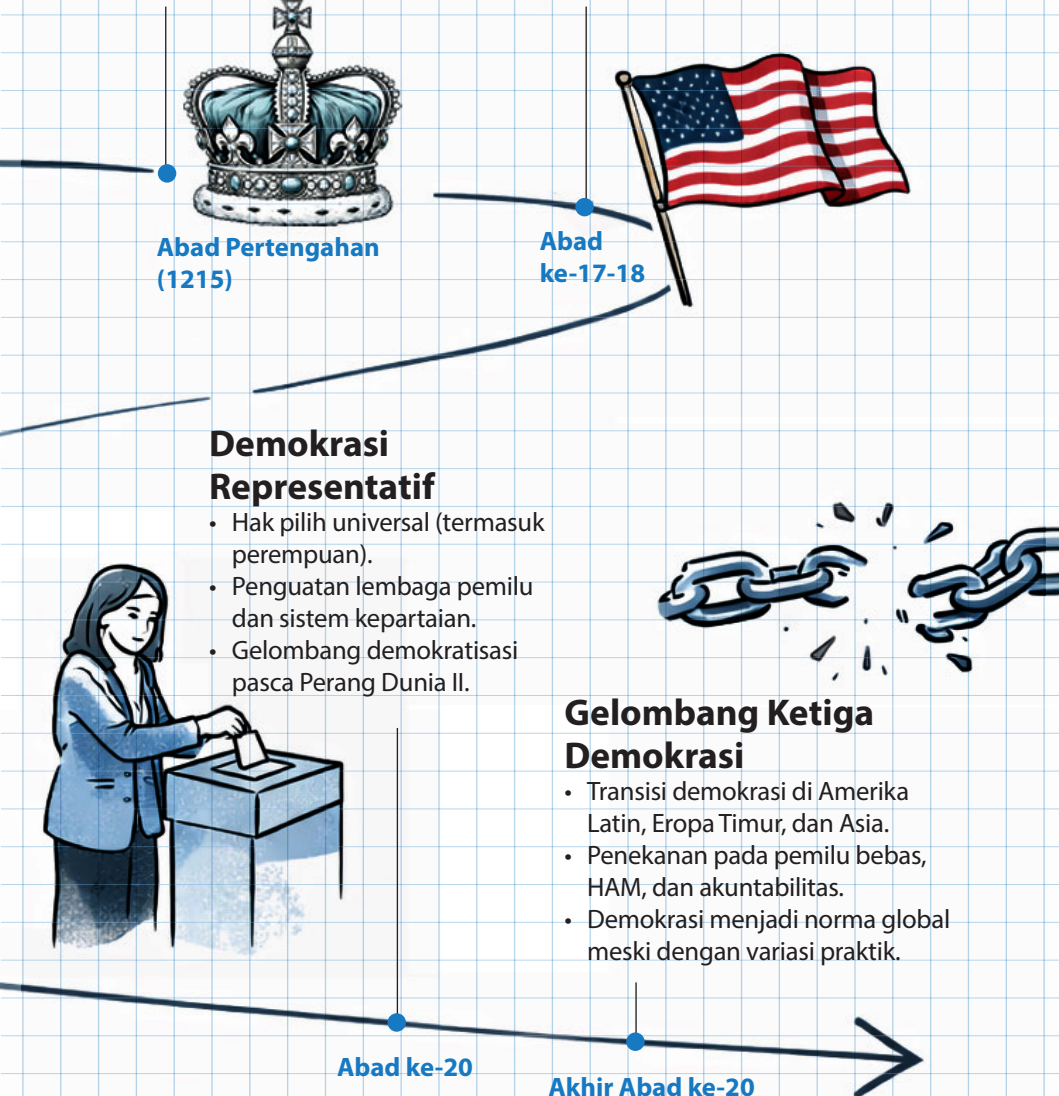 Abad Pertengahan
(1215)
Abad
ke-17-18
Demokrasi
Representatif
• Hak pilih universal (termasuk
perempuan).
• Penguatan lembaga pemilu
dan sistem kepartaian.
• Gelombang demokratisasi
pasca Perang Dunia II.
Gelombang Ketiga
Demokrasi
• Transisi demokrasi di Amerika
Latin, Eropa Timur, dan Asia.
• Penekanan pada pemilu bebas,
HAM, dan akuntabilitas.
• Demokrasi menjadi norma global
meski dengan variasi praktik.
Abad ke-20
Akhir Abad ke-20